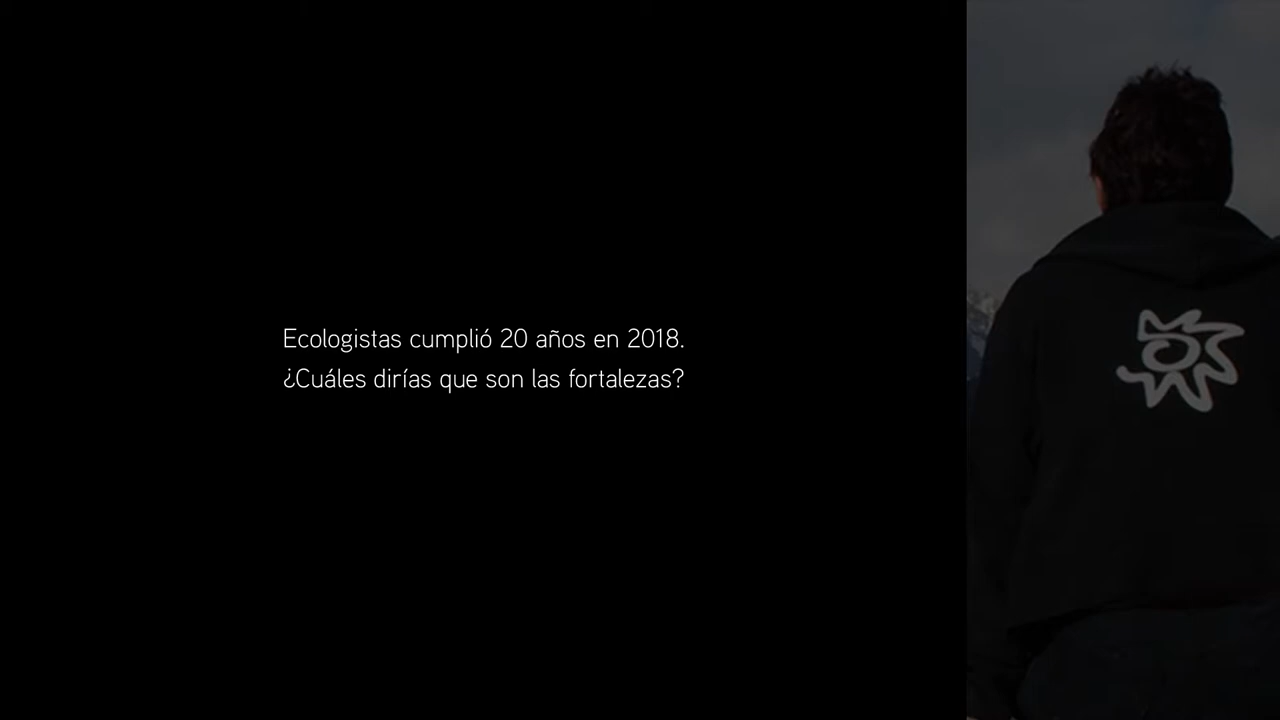 Ecologistas cumplió 20 años en 2018.
¿Cuáles dirías que son las fortalezas?